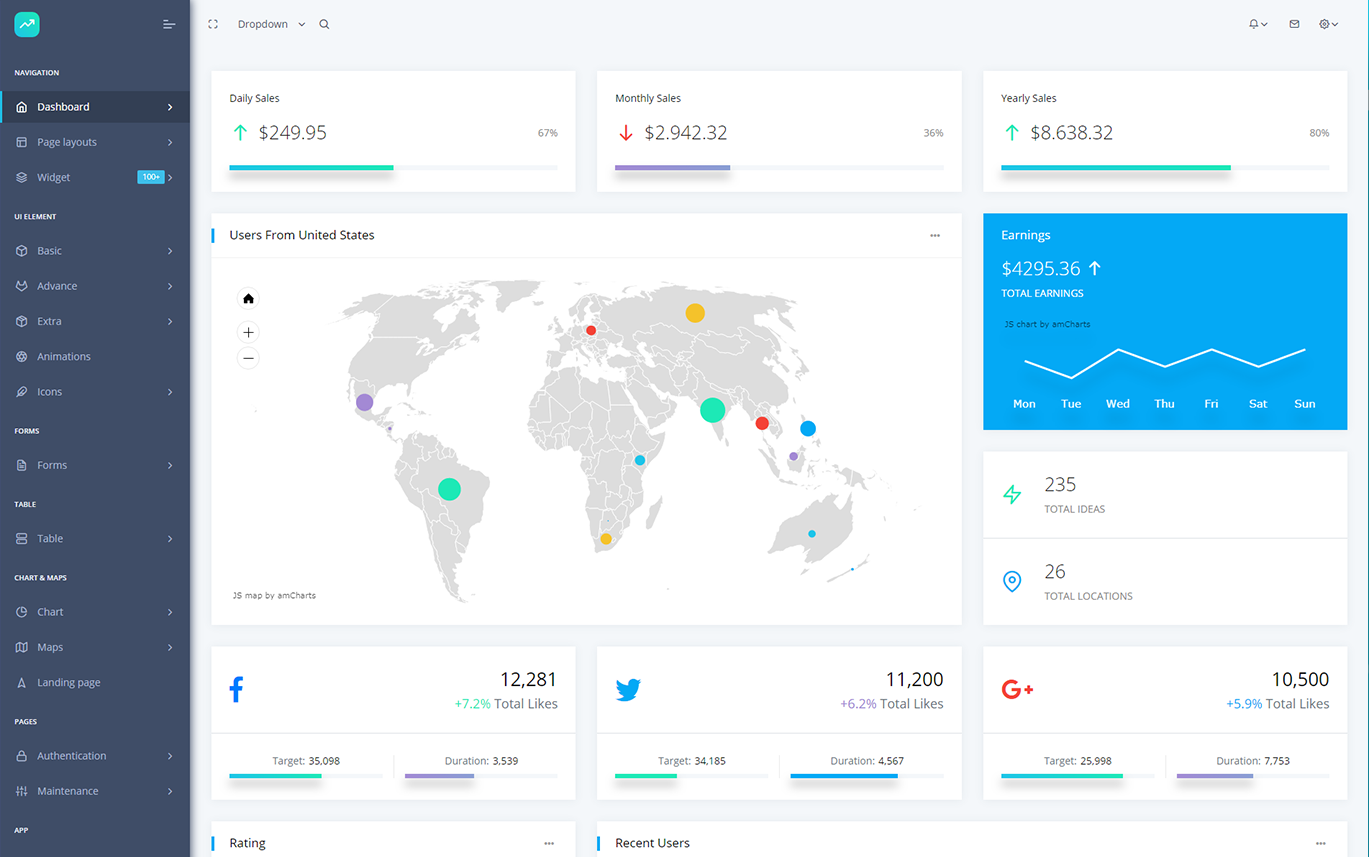 Dropdown
NAVIGATION
Dashboard
Page layouts
Widget 100+
UI ELEMENT
Basic
Advance
Extra
Animations
Icons
FORMS
Forms
TABLE
Table
CHART & MAPS
Chart
Maps
Landing page
PAGES
Authentication
Maintenance
APP
Daily Sales
$249.95 67%
Monthly Sales
$2.942.32 36%
Yearly Sales
$8.638.32 80%
Users From United States
JS map by amCharts
Earnings
$4295.36
TOTAL EARNINGS
JS chart by amCharts
Mon Tue Wed Thu Fri Sat Sun
235
TOTAL IDEAS
26
TOTAL LOCATIONS
12,281
+7.2% Total Likes
Target: 35,098 Duration: 3,539
11,200
+6.2% Total Likes
Target: 34,185 Duration: 4,567
G+
10,500
+5.9% Total Likes
Target: 25,998 Duration: 7,753
Rating
Recent Users